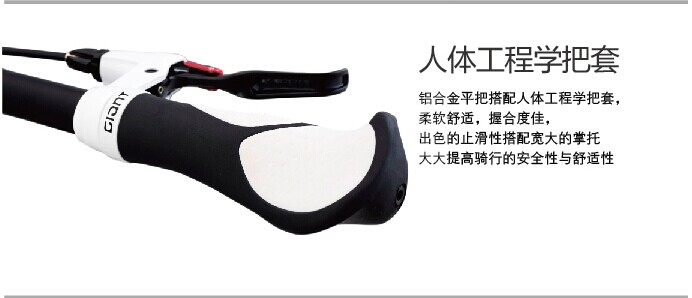 人体工程学把套
铝合金平把搭配人体工程学把套，
柔软舒适，握合度佳，
出色的止滑性搭配宽大的掌托
大大提高骑行的安全性与舒适性
GIANT